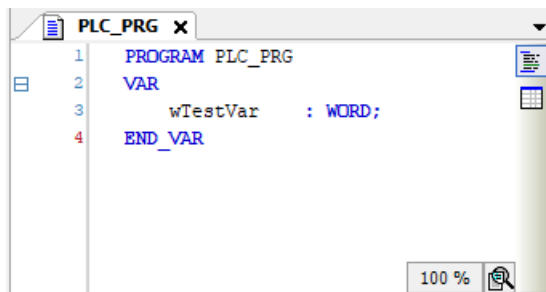 PLC_PRG X
1 PROGRAM PLC_PRG
2 VAR
3 wTestVar : WORD;
4 END_VAR
100 %